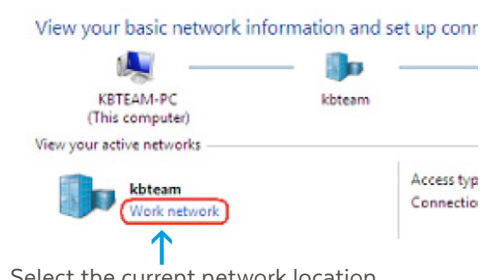 View your basic network information and set up conn
KBTEAM-PC
(This computer)
kbteam
View your active networks
kbteam
Work network
Access typ
Connectio
Select the current network location